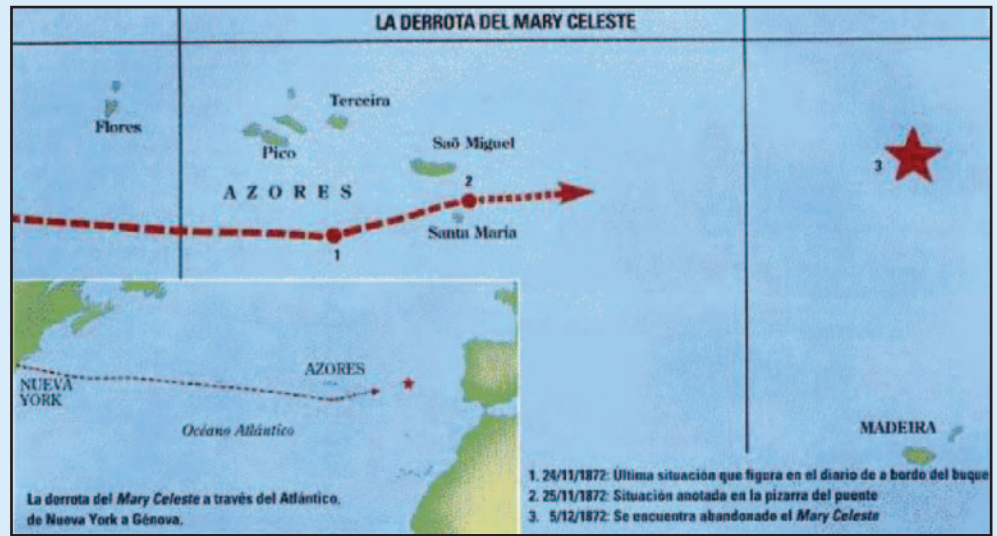 LA DERROTA DEL MARY CELESTE
Flores
Terceira
Pico
Saõ Miguel
AZORES
2
3
Santa María
1
AZORES
NUEVA
YORK
Océano Atlántico
MADEIRA
La derrota del Mary Celeste a través del Atlántico,
de Nueva York a Génova.
1. 24/11/1872: Última situación que figura en el diario de a bordo del buque
2. 25/11/1872: Situación anotada en la pizarra del puente
3. 5/12/1872: Se encuentra abandonado el Mary Celeste